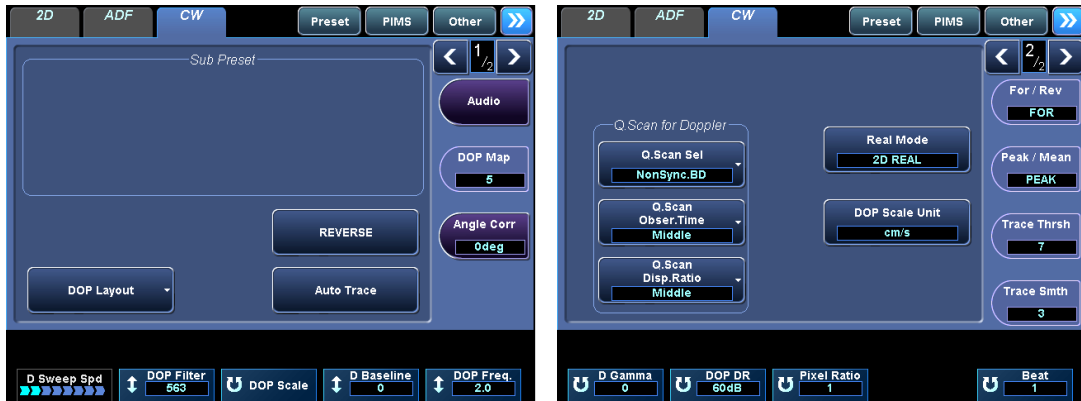 2D ADF CW Preset PIMS Other
Sub Preset
1/2
Audio
DOP Map
5
Angle Corr
0deg
REVERSE
DOP Layout
Auto Trace
D Sweep Spd
DOP Filter
563
DOP Scale
D Baseline
0
DOP Freq.
2.0
2D ADF CW Preset PIMS Other
2/2
For / Rev
FOR
Q.Scan for Doppler
Q.Scan Sel
NonSync.BD
Real Mode
2D REAL
Peak / Mean
PEAK
Q.Scan
Obser.Time
Middle
DOP Scale Unit
cm/s
Trace Thrsh
7
Q.Scan
Disp.Ratio
Middle
Trace Smth
3
D Gamma
0
DOP DR
60dB
Pixel Ratio
1
Beat
1